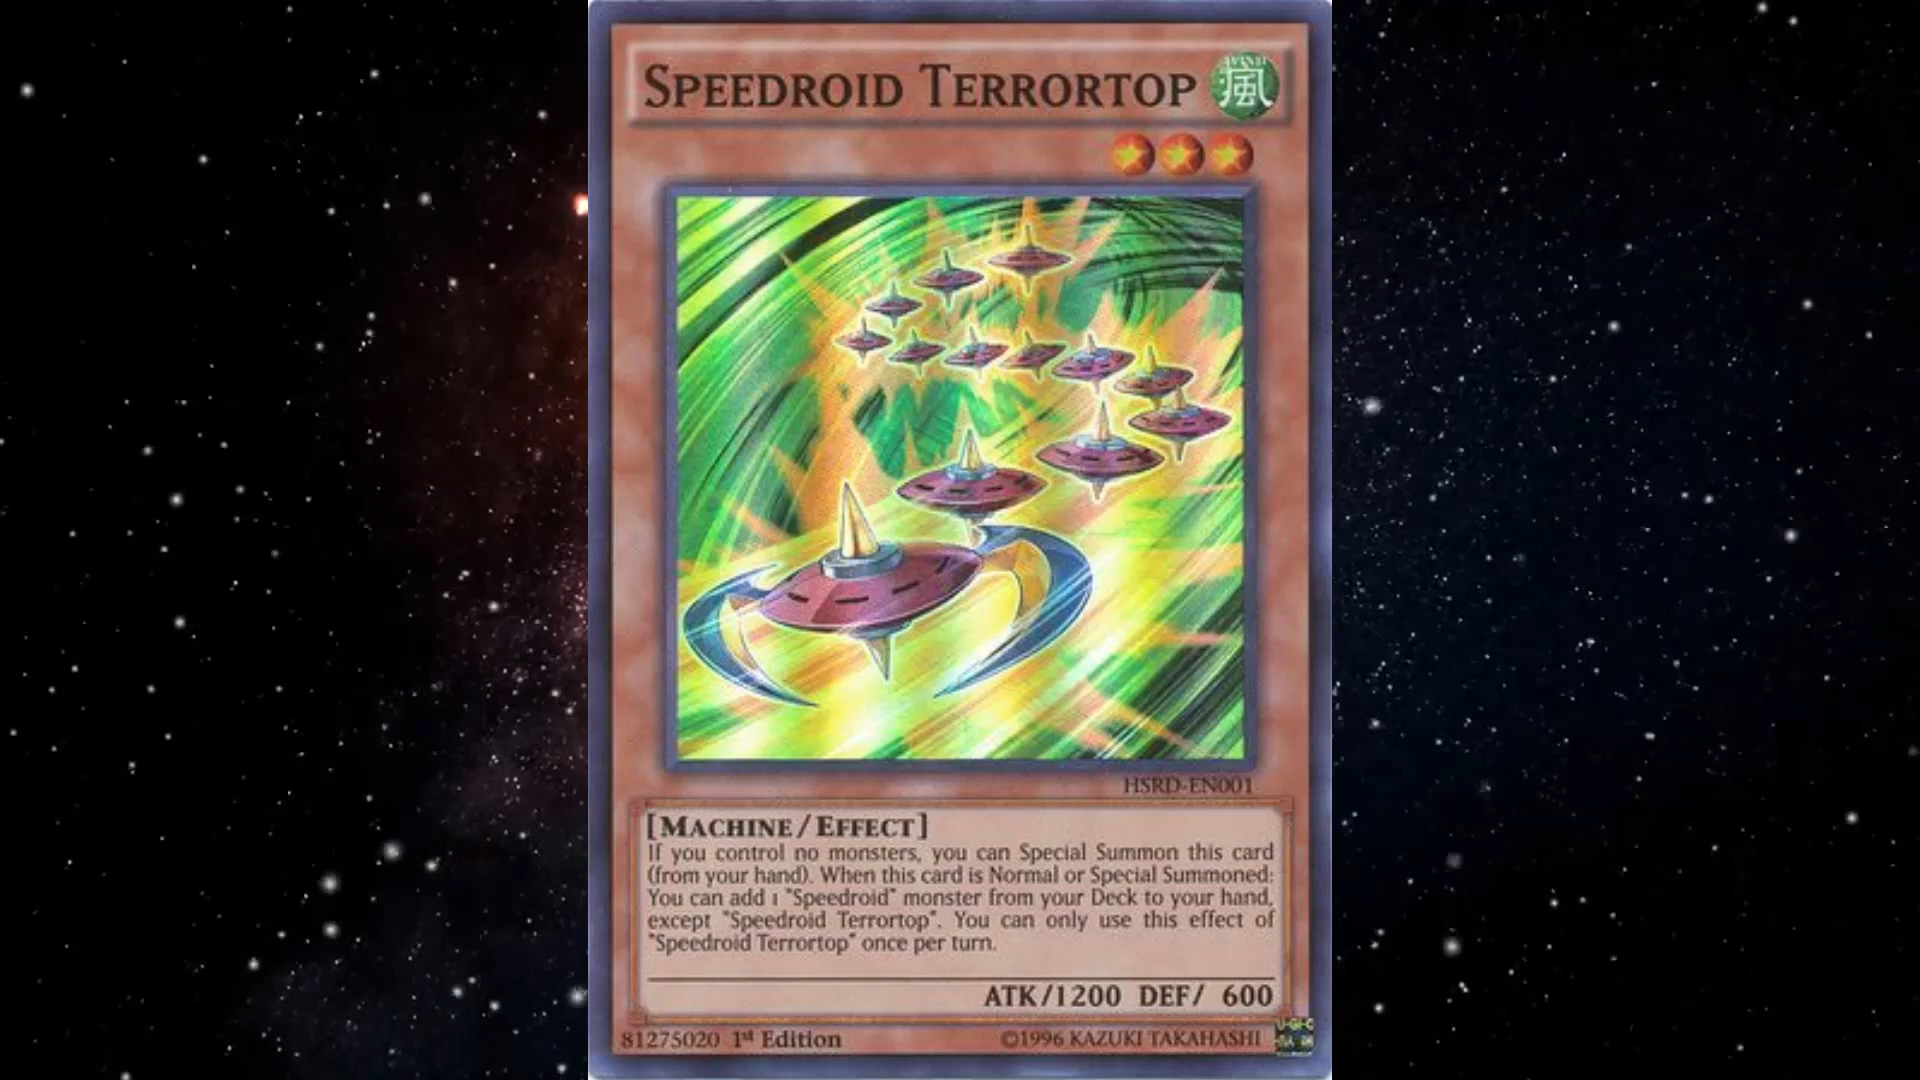 SPEEDROID TERRORTOP
WIND
風
HSRD-EN001
[MACHINE/EFFECT]
If you control no monsters, you can Special Summon this card
(from your hand). When this card is Normal or Special Summoned:
You can add 1 "Speedroid" monster from your Deck to your hand,
except "Speedroid Terrortop". You can only use this effect of
"Speedroid Terrortop" once per turn.
ATK/1200 DEF/ 600
81275020 1st Edition
©1996 KAZUKI TAKAHASHI